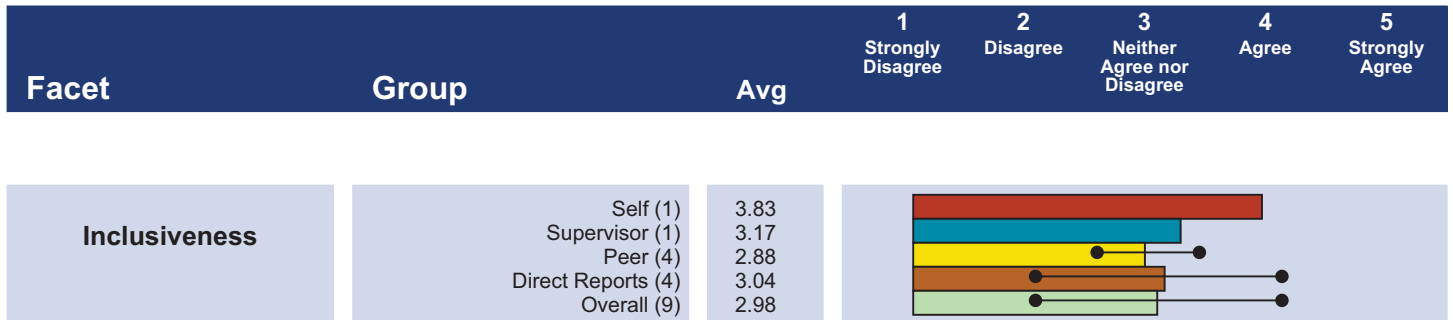 1 2 3 4 5
Strongly Disagree Neither Agree Strongly
Disagree Agree nor Agree
Disagree
Facet Group Avg
Inclusiveness
Self (1) 3.83
Supervisor (1) 3.17
Peer (4) 2.88
Direct Reports (4) 3.04
Overall (9) 2.98